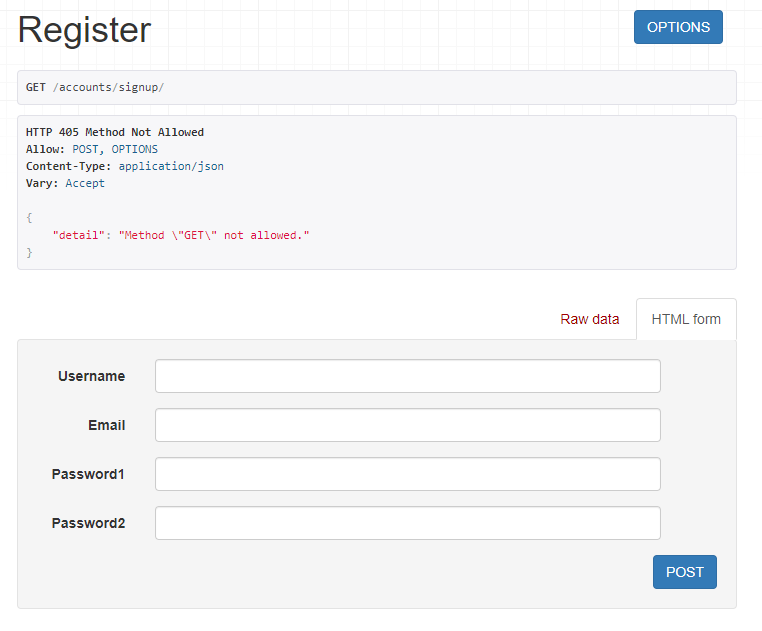 Register
OPTIONS
GET /accounts/signup/
HTTP 405 Method Not Allowed
Allow: POST, OPTIONS
Content-Type: application/json
Vary: Accept
{
    "detail": "Method \"GET\" not allowed."
}
Raw data
HTML form
Username
Email
Password1
Password2
POST